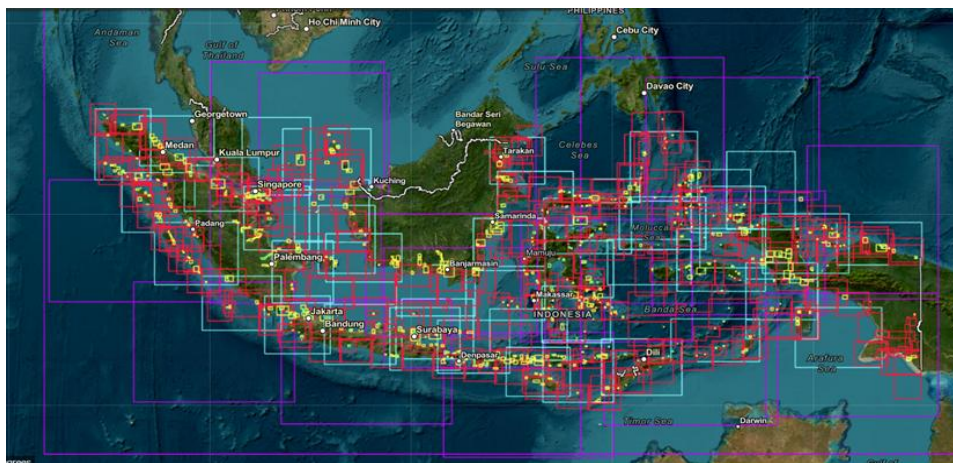 PHILIPPINES
Ho Chi Minh City
Andaman
Sea
Gulf of
Thailand
Cebu City
Sulu Sea
Davao City
Georgetown
Bandar Seri
Begawan
Medan
Kuala Lumpur
Tarakan
Celebes
Sea
Kuching
Singapore
Samarinda
Padang
Molucca
Sea
Palembang
Mamuju
Banjarmasin
Makassar
Jakarta
INDONESIA
Banda Sea
Bandung
Surabaya
Denpasar
Dili
Arafura
Sea
Timor Sea
Darwin